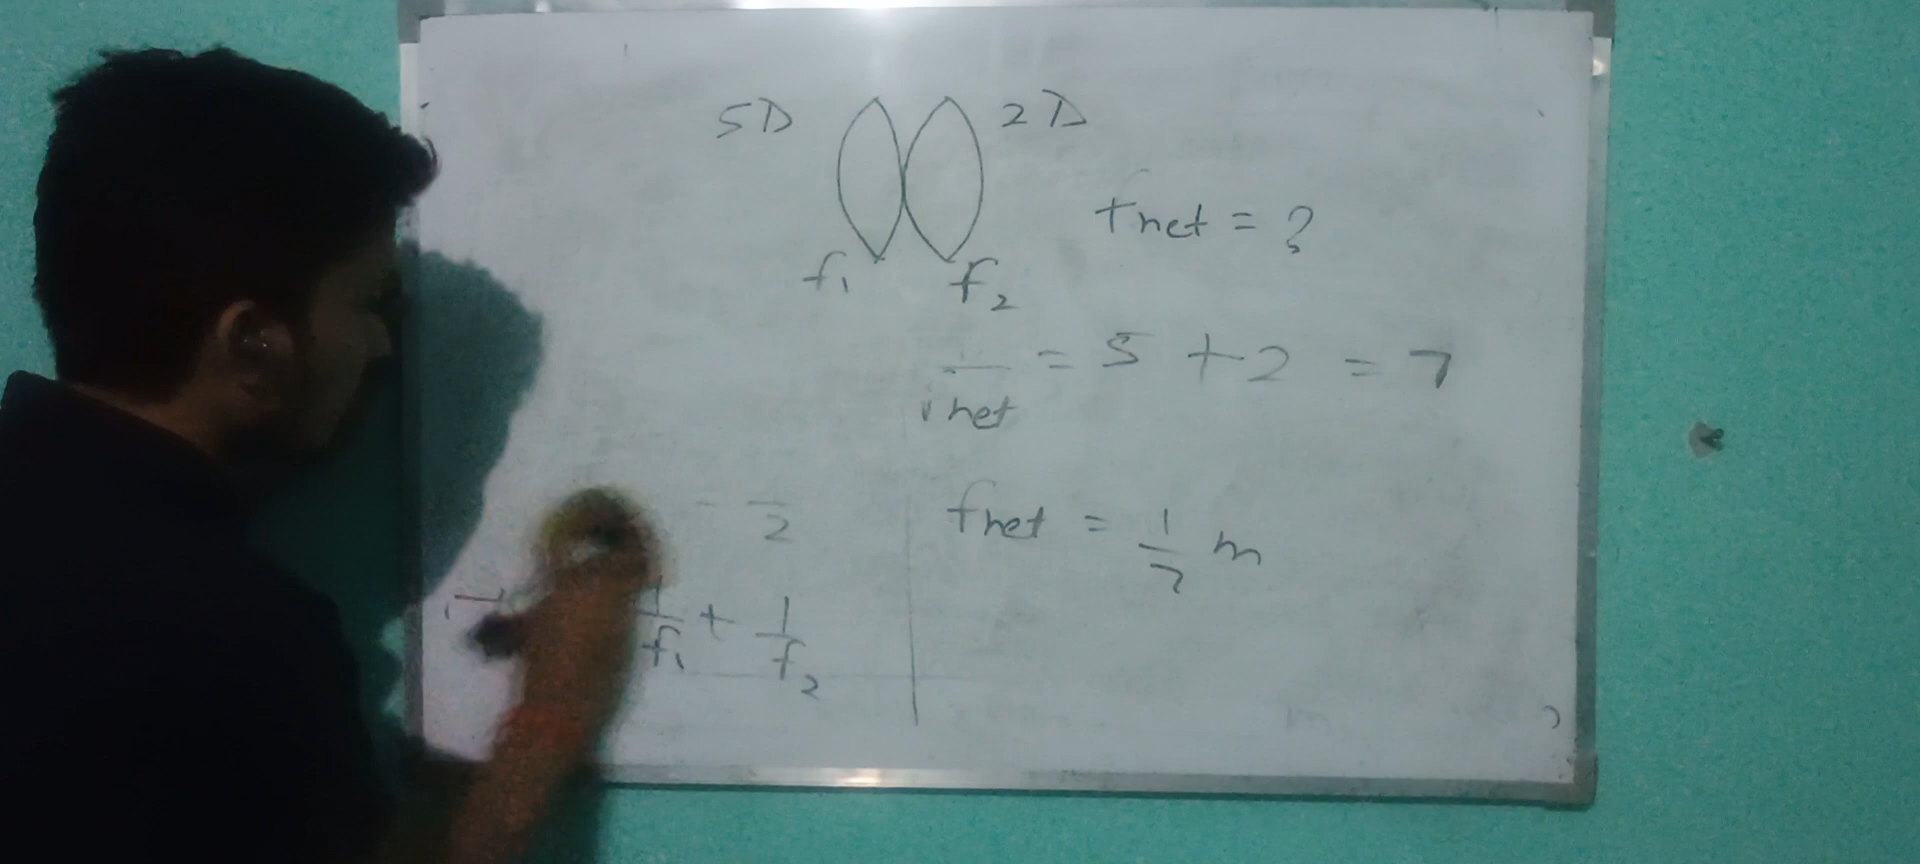 5D 2D
fnet = ?
f1 f2
1/fnet = 5 + 2 = 7
- —/2
fnet = 1/7 m
1/f1 + 1/f2